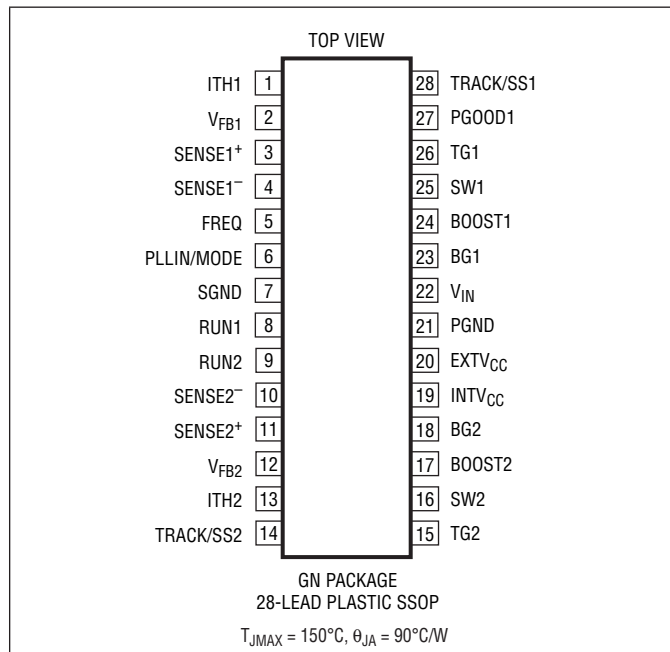 TOP VIEW
ITH1 1 28 TRACK/SS1
VFB1 2 27 PGOOD1
SENSE1+ 3 26 TG1
SENSE1– 4 25 SW1
FREQ 5 24 BOOST1
PLLIN/MODE 6 23 BG1
SGND 7 22 VIN
RUN1 8 21 PGND
RUN2 9 20 EXTVCC
SENSE2– 10 19 INTVCC
SENSE2+ 11 18 BG2
VFB2 12 17 BOOST2
ITH2 13 16 SW2
TRACK/SS2 14 15 TG2
GN PACKAGE
28-LEAD PLASTIC SSOP
TJMAX = 150°C, θJA = 90°C/W